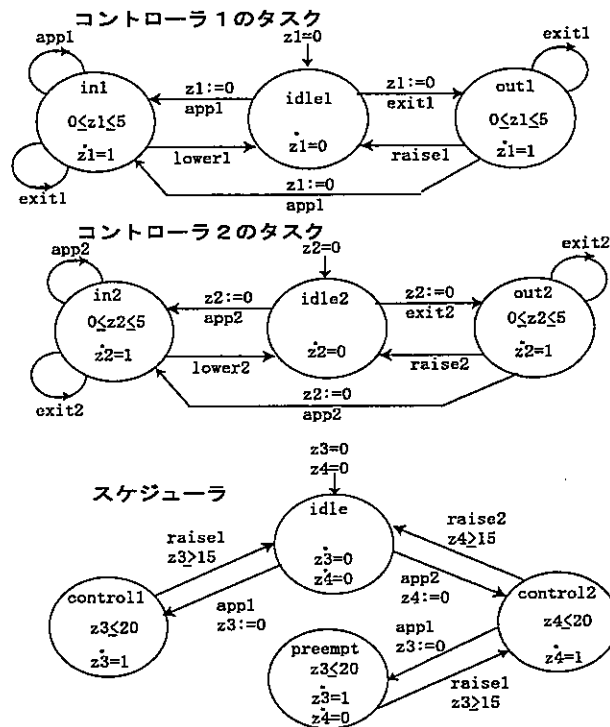 コントローラ1のタスク
z1=0
app1
exit1
in1
z1:=0
app1
idle1
z1:=0
exit1
out1
0≤z1≤5
0≤z1≤5
ż1=1
lower1
ż1=0
raise1
ż1=1
exit1
z1:=0
app1
コントローラ2のタスク
z2=0
app2
exit2
in2
z2:=0
app2
idle2
z2:=0
exit2
out2
0≤z2≤5
0≤z2≤5
ż2=1
lower2
ż2=0
raise2
ż2=1
exit2
z2:=0
app2
z3=0
z4=0
スケジューラ
idle
raise1
z3≥15
raise2
z4≥15
ż3=0
ż4=0
control1
app1
z3:=0
app2
z4:=0
control2
z3≤20
ż3=1
z4≤20
ż4=1
preempt
app1
z3:=0
z3≤20
ż3=1
ż4=0
raise1
z3≥15